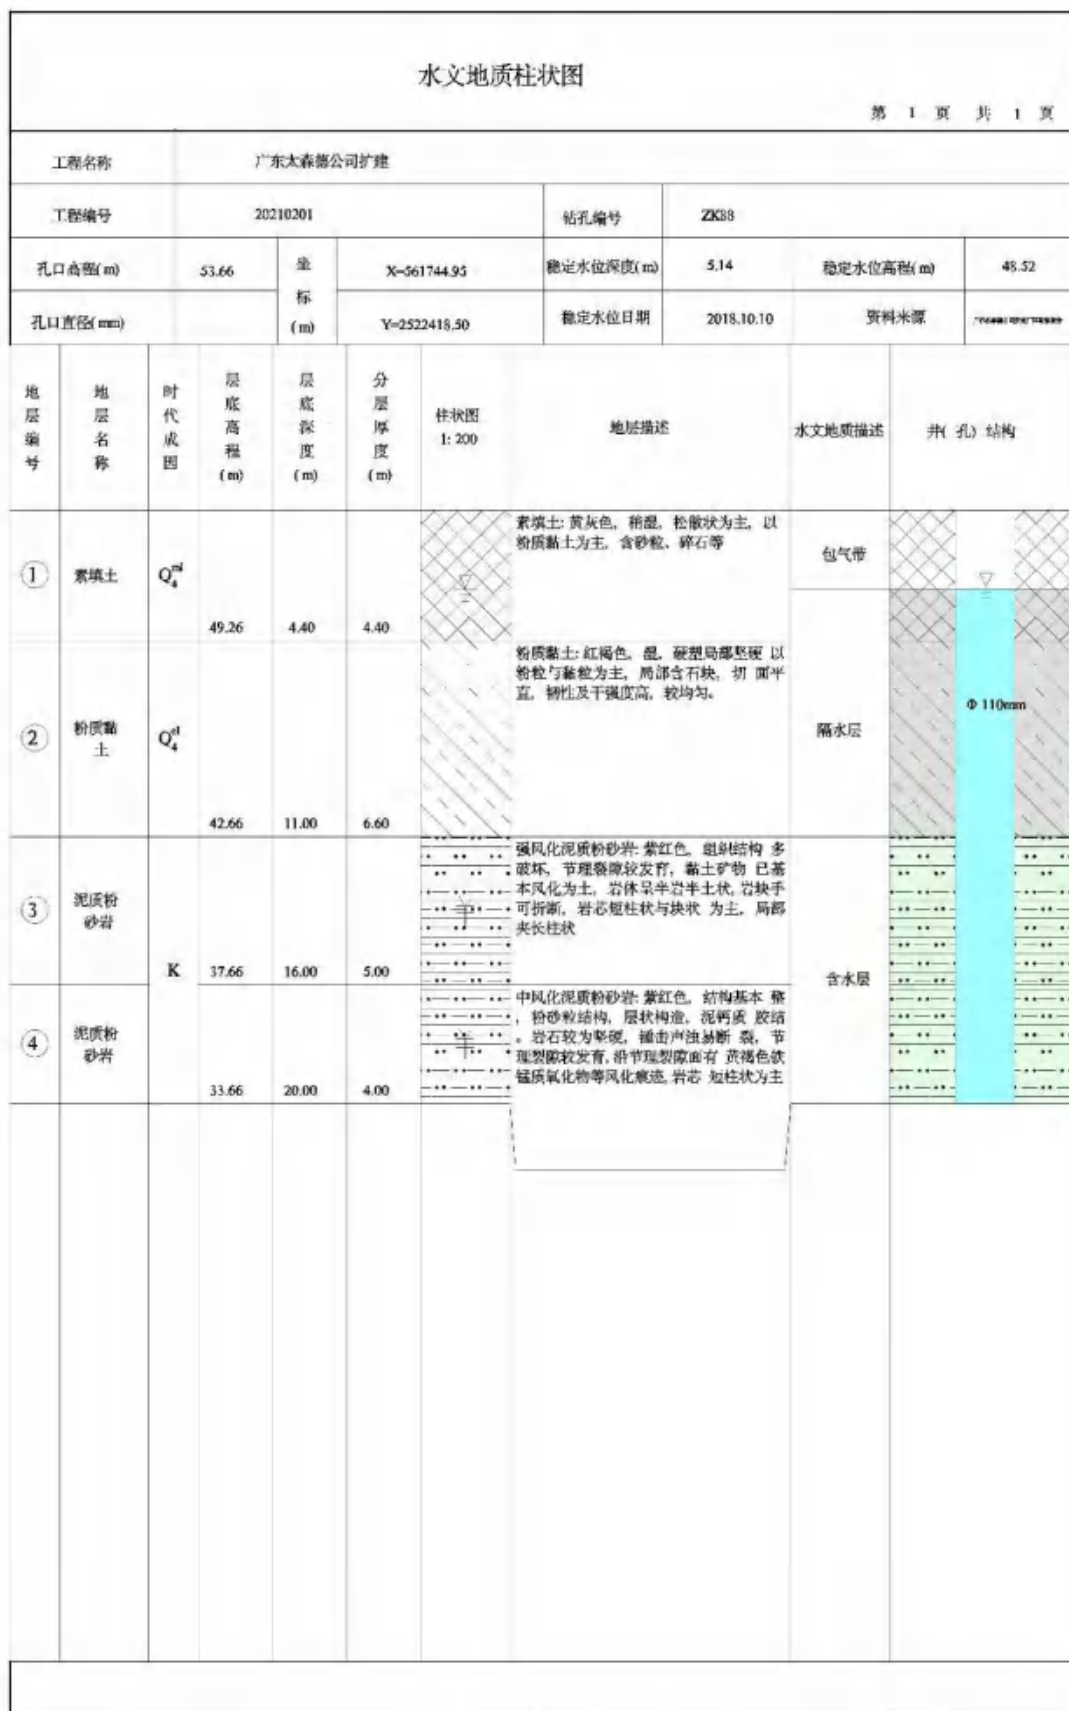 水文地质柱状图
第 1 页 共 1 页
工程名称 广东太森德公司扩建
工程编号 20210201 钻孔编号 ZK88
孔口高程(m) 53.66 坐标(m) X=561744.95 稳定水位深度(m) 5.14 稳定水位高程(m) 48.52
孔口直径(mm) Y=2522418.50 稳定水位日期 2018.10.10 资料来源
地层编号 地层名称 时代成因 层底高程(m) 层底深度(m) 分层厚度(m) 柱状图 1: 200 地层描述 水文地质描述 井(孔)结构
① 素填土 Q₄ᵐˡ 49.26 4.40 4.40
素填土: 黄灰色, 稍湿, 松散状为主, 以
粉质黏土为主, 含砂粒、碎石等
包气带
② 粉质黏土 Q₄ᵉˡ 42.66 11.00 6.60
粉质黏土: 红褐色, 湿, 硬塑局部坚硬 以
粉粒与黏粒为主, 局部含石块, 切 面平
直, 韧性及干强度高, 较均匀。
隔水层
Φ 110mm
③ 泥质粉砂岩 K 37.66 16.00 5.00
强风化泥质粉砂岩: 紫红色, 组织结构 多
破坏, 节理裂隙较发育, 黏土矿物 已基
本风化为土, 岩体呈半岩半土状, 岩块手
可折断, 岩芯短柱状与块状 为主, 局部
夹长柱状
含水层
④ 泥质粉砂岩 33.66 20.00 4.00
中风化泥质粉砂岩: 紫红色, 结构基本 整
, 粉砂粒结构, 层状构造, 泥钙质 胶结
。岩石较为坚硬, 锤击声浊易断 裂, 节
理裂隙较发育, 沿节理裂隙面有 黄褐色铁
锰质氧化物等风化痕迹, 岩芯 短柱状为主